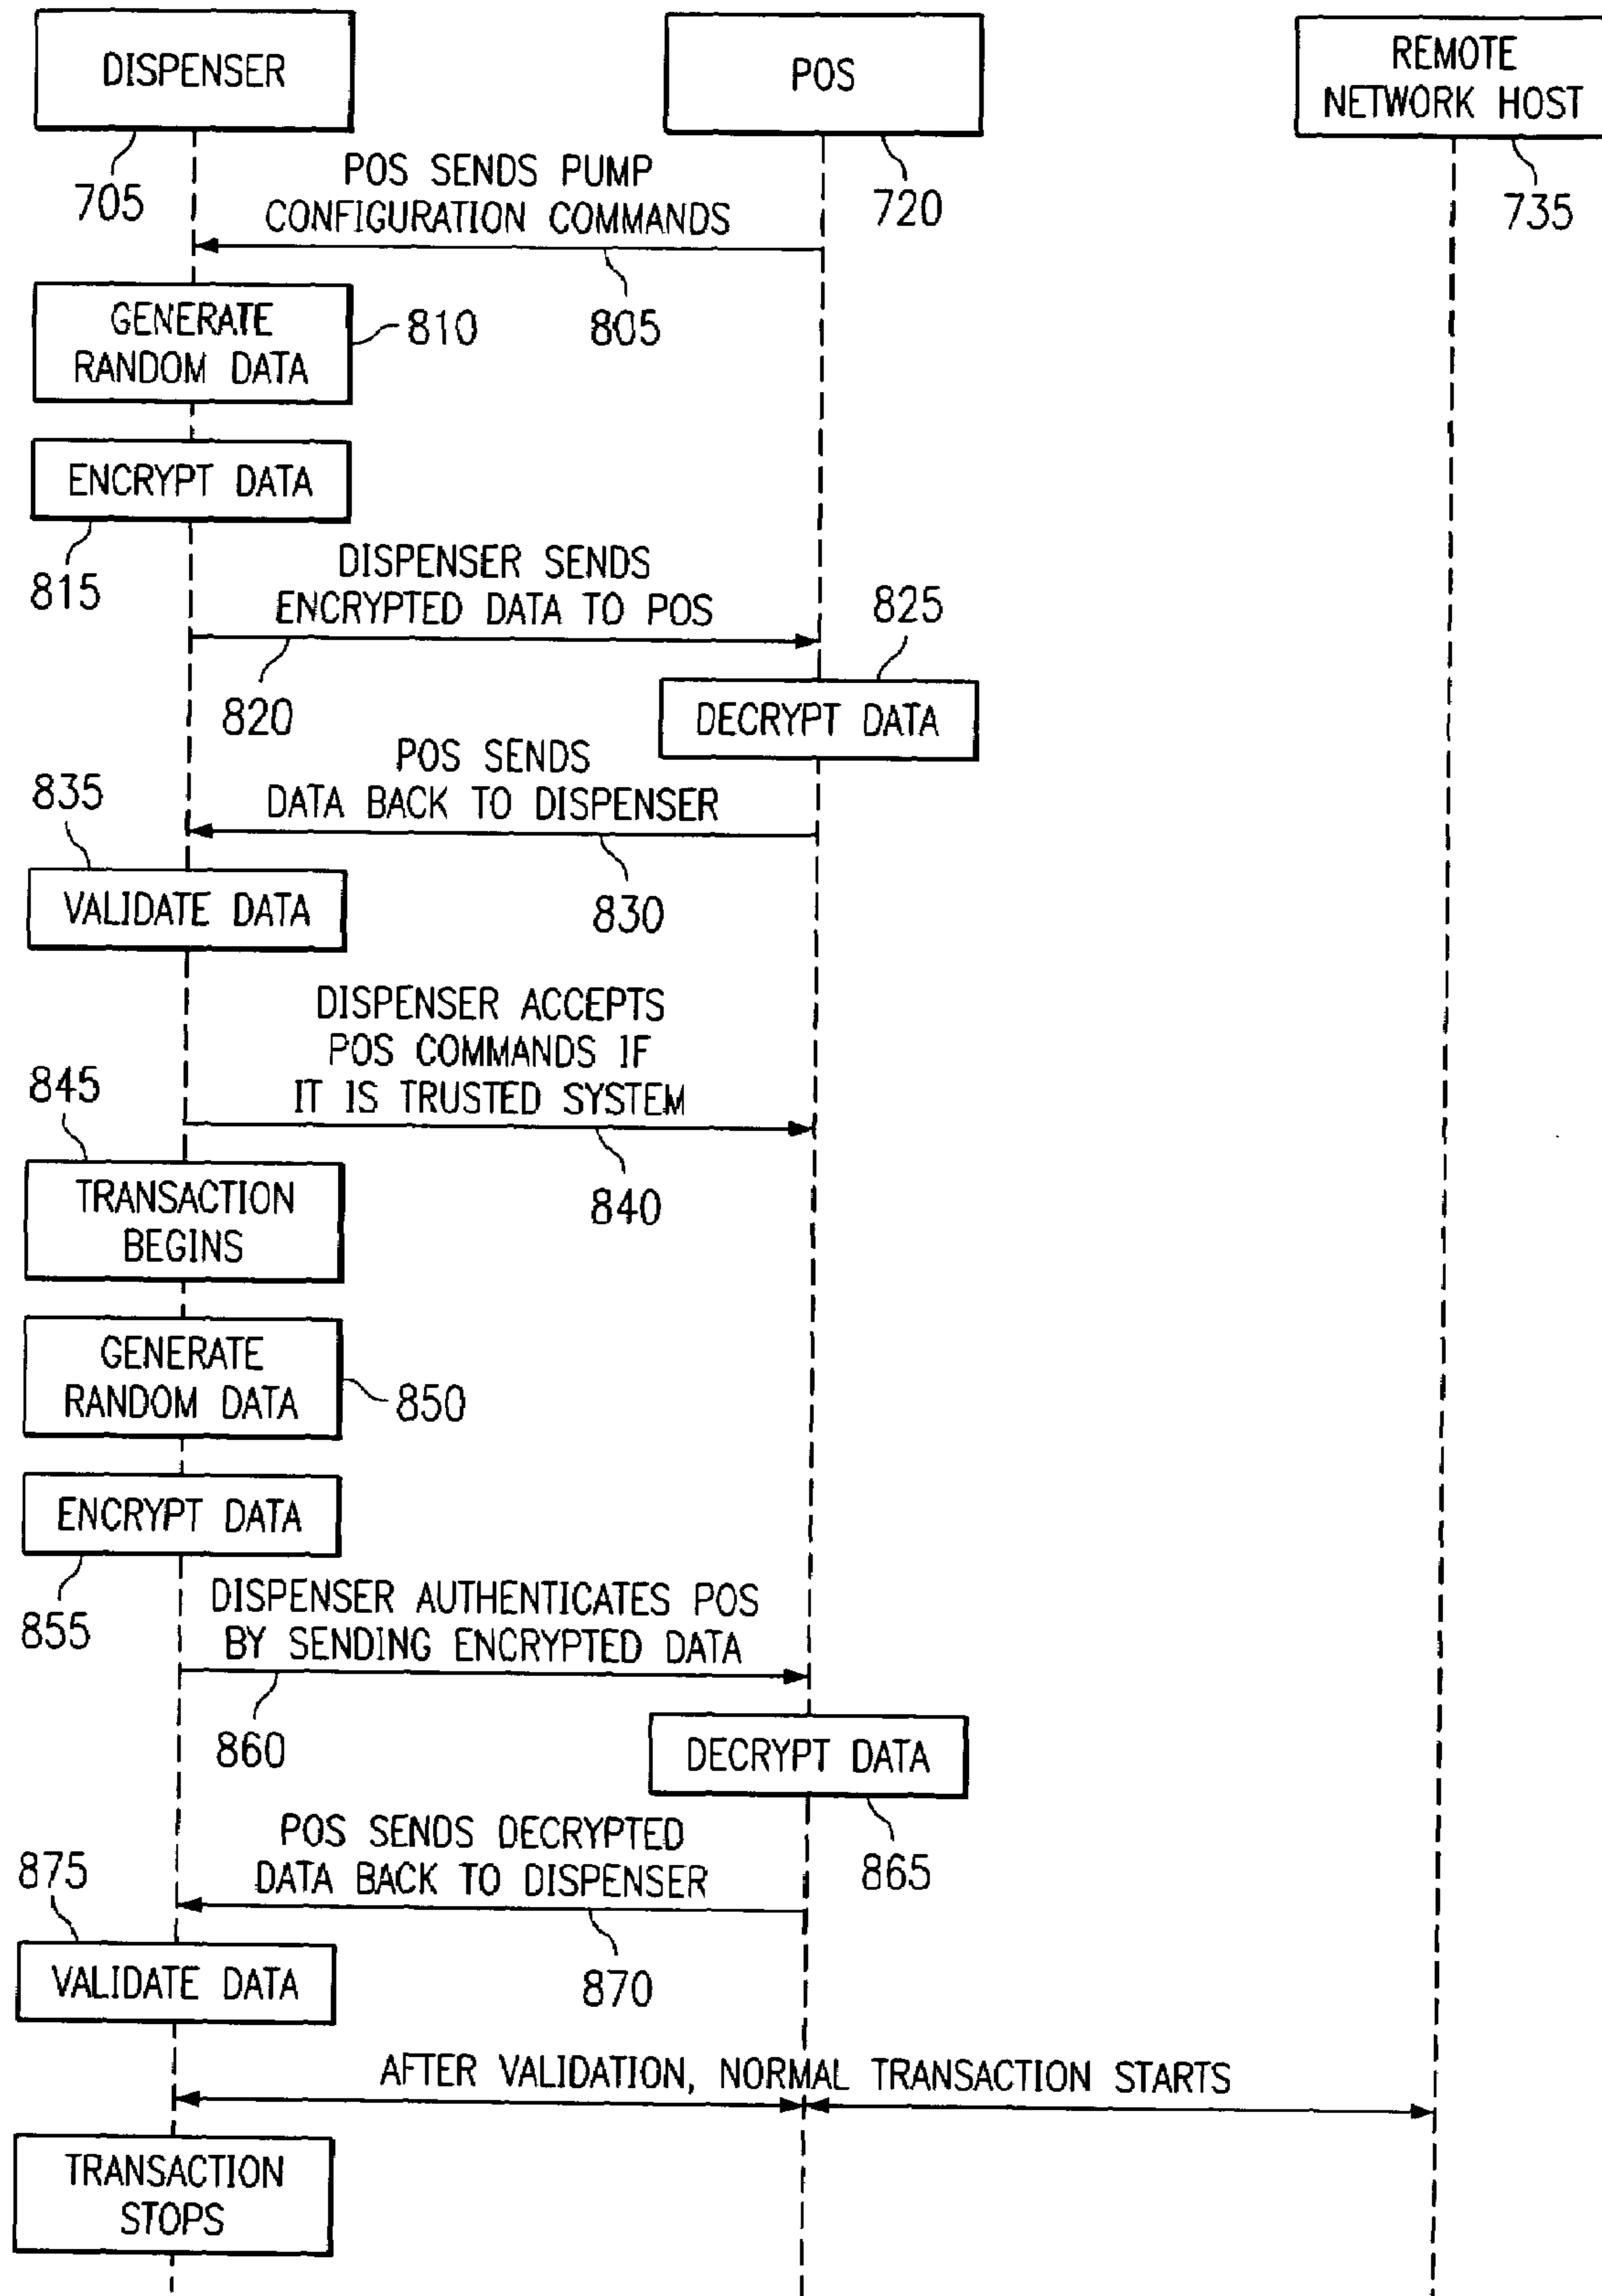 DISPENSER
POS
REMOTE
NETWORK HOST
705
720
735
POS SENDS PUMP
CONFIGURATION COMMANDS
805
GENERATE
RANDOM DATA
810
ENCRYPT DATA
815
DISPENSER SENDS
ENCRYPTED DATA TO POS
820
825
DECRYPT DATA
POS SENDS
DATA BACK TO DISPENSER
830
835
VALIDATE DATA
DISPENSER ACCEPTS
POS COMMANDS IF
IT IS TRUSTED SYSTEM
840
845
TRANSACTION
BEGINS
GENERATE
RANDOM DATA
850
ENCRYPT DATA
855
DISPENSER AUTHENTICATES POS
BY SENDING ENCRYPTED DATA
860
DECRYPT DATA
865
POS SENDS DECRYPTED
DATA BACK TO DISPENSER
870
875
VALIDATE DATA
AFTER VALIDATION, NORMAL TRANSACTION STARTS
TRANSACTION
STOPS